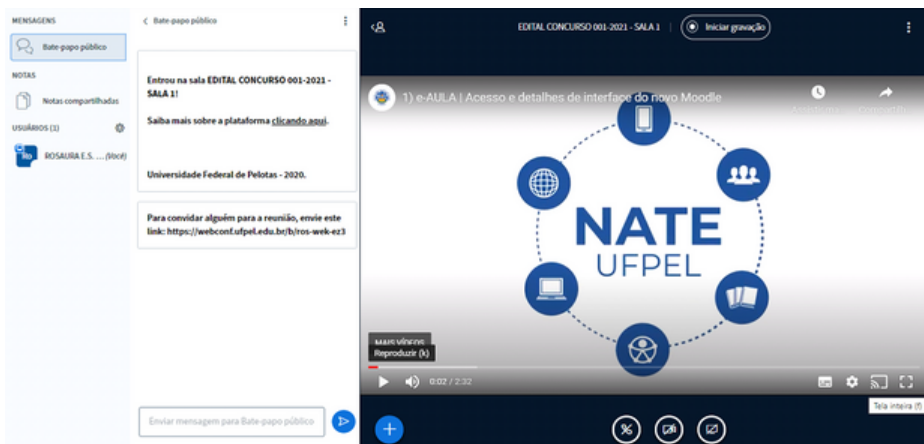 MENSAGENS
Bate-papo público
NOTAS
Notas compartilhadas
USUÁRIOS (1)
Ro
ROSAURA E.S. ... (Você)
Bate-papo público
Entrou na sala EDITAL CONCURSO 001-2021 -
SALA 1!
Saiba mais sobre a plataforma clicando aqui.
Universidade Federal de Pelotas - 2020.
Para convidar alguém para a reunião, envie este
link: https://webconf.ufpel.edu.br/b/ros-wek-ez3
Enviar mensagem para Bate-papo público
EDITAL CONCURSO 001-2021 - SALA 1
Iniciar gravação
1) e-AULA | Acesso e detalhes de interface do novo Moodle
NATE
UFPEL
MAIS VÍDEOS
Reproduzir (k)
0:02 / 2:32
Tela inteira (f)